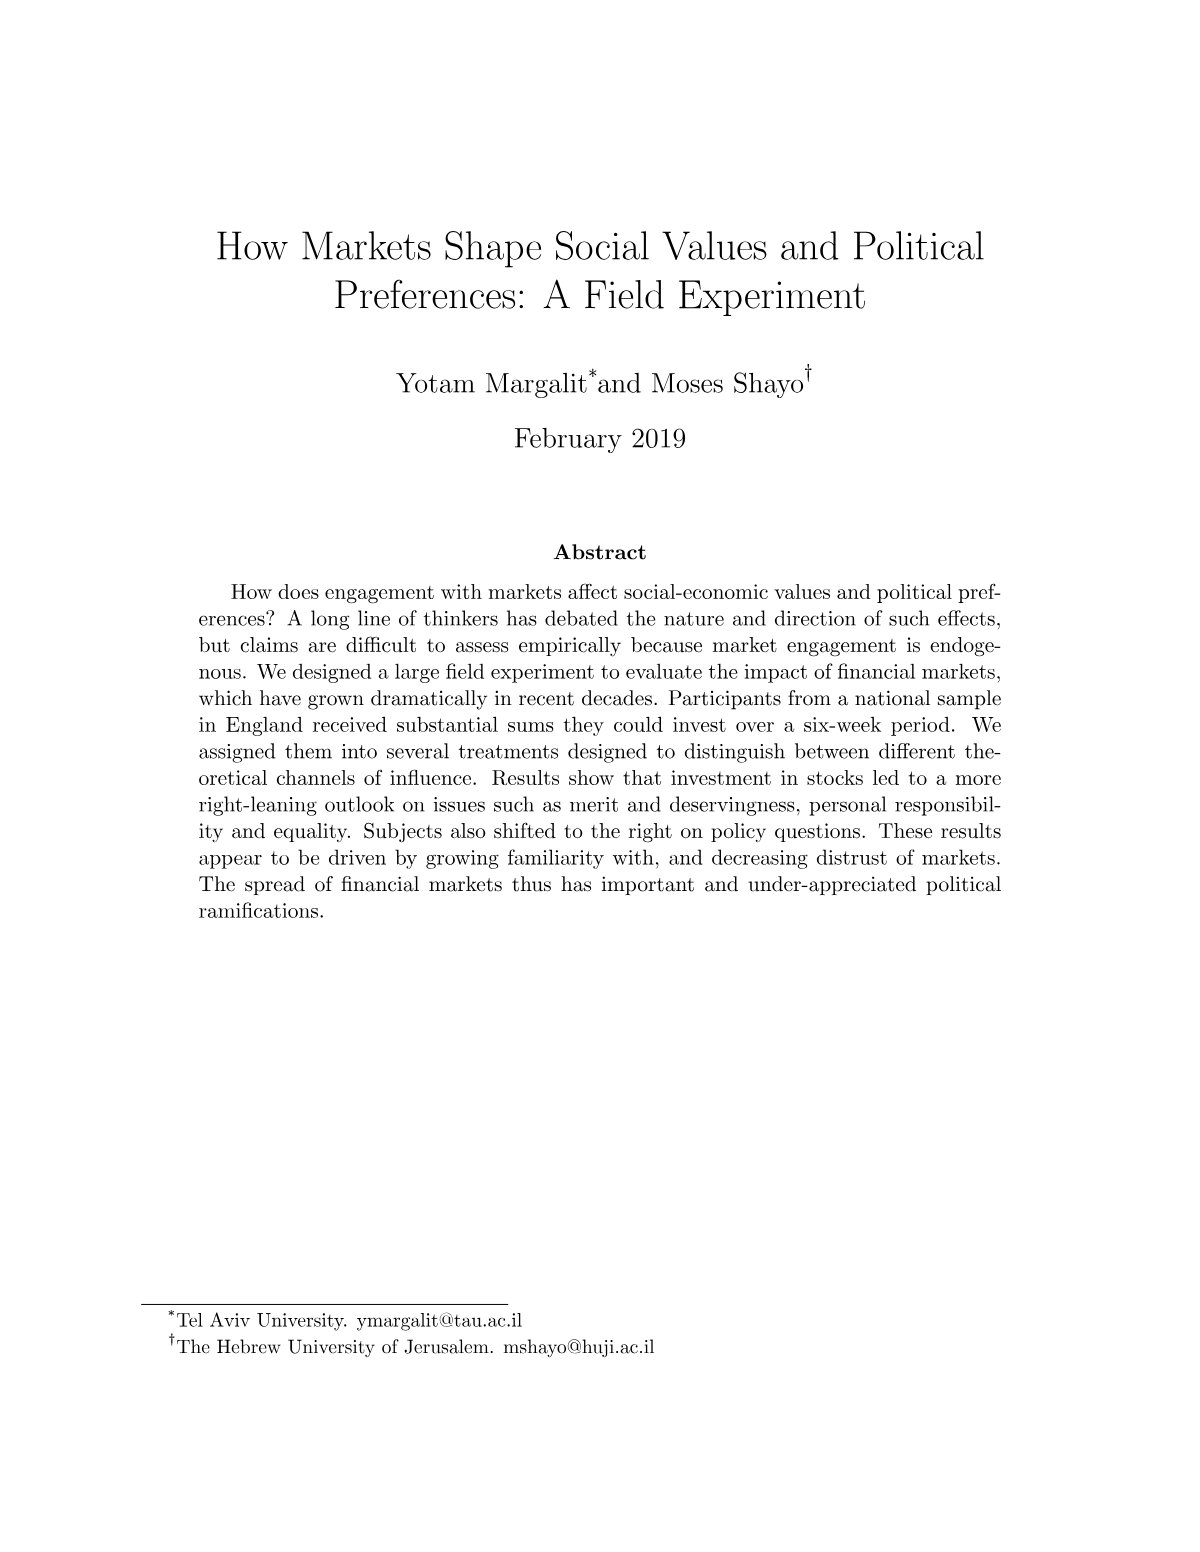 How Markets Shape Social Values and Political
Preferences: A Field Experiment
Yotam Margalit*and Moses Shayo†
February 2019
Abstract
How does engagement with markets affect social-economic values and political pref-
erences? A long line of thinkers has debated the nature and direction of such effects,
but claims are difficult to assess empirically because market engagement is endoge-
nous. We designed a large field experiment to evaluate the impact of financial markets,
which have grown dramatically in recent decades. Participants from a national sample
in England received substantial sums they could invest over a six-week period. We
assigned them into several treatments designed to distinguish between different the-
oretical channels of influence. Results show that investment in stocks led to a more
right-leaning outlook on issues such as merit and deservingness, personal responsibil-
ity and equality. Subjects also shifted to the right on policy questions. These results
appear to be driven by growing familiarity with, and decreasing distrust of markets.
The spread of financial markets thus has important and under-appreciated political
ramifications.
*Tel Aviv University. ymargalit@tau.ac.il
†The Hebrew University of Jerusalem. mshayo@huji.ac.il